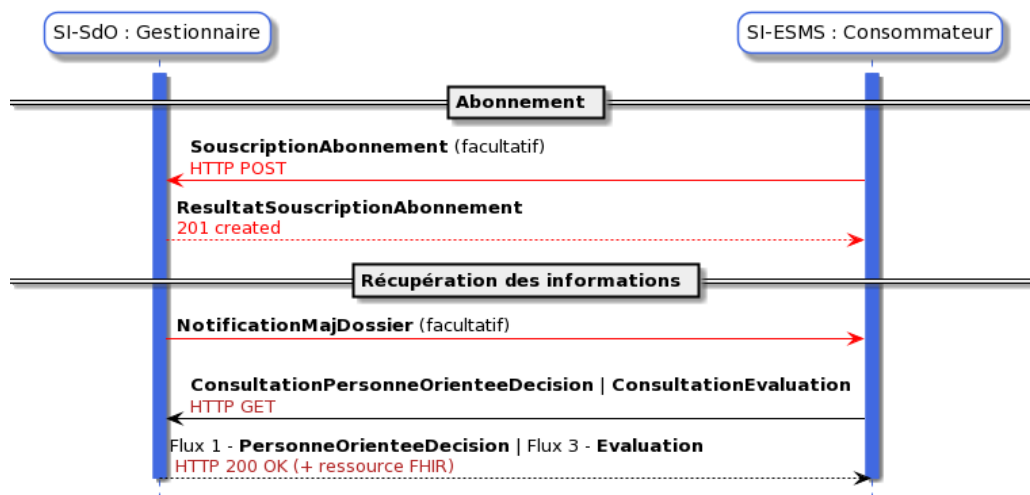 SI-SdO : Gestionnaire
SI-ESMS : Consommateur
Abonnement
SouscriptionAbonnement (facultatif)
HTTP POST
ResultatSouscriptionAbonnement
201 created
Récupération des informations
NotificationMajDossier (facultatif)
ConsultationPersonneOrienteeDecision | ConsultationEvaluation
HTTP GET
Flux 1 - PersonneOrienteeDecision | Flux 3 - Evaluation
HTTP 200 OK (+ ressource FHIR)